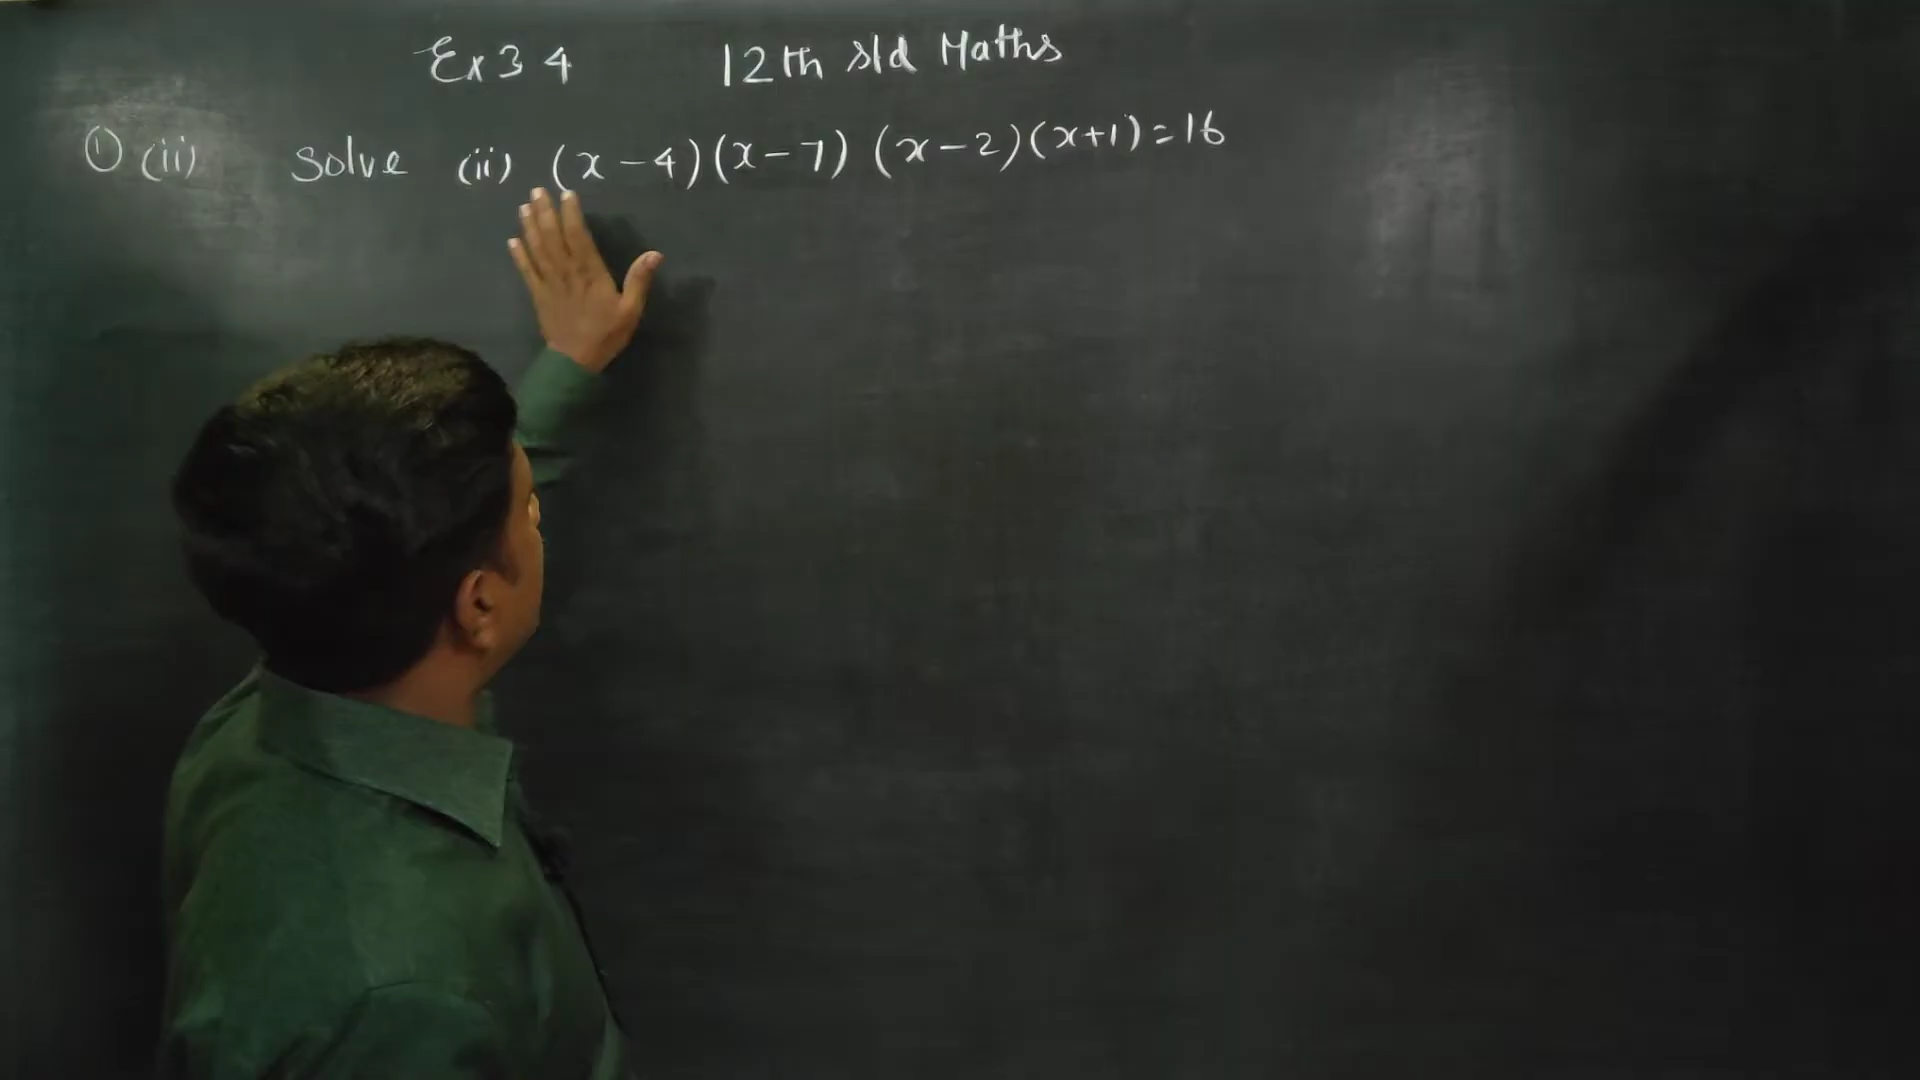 Ex 3 4 12th std Maths
① (ii) Solve (ii) (x-4)(x-7)(x-2)(x+1)=16